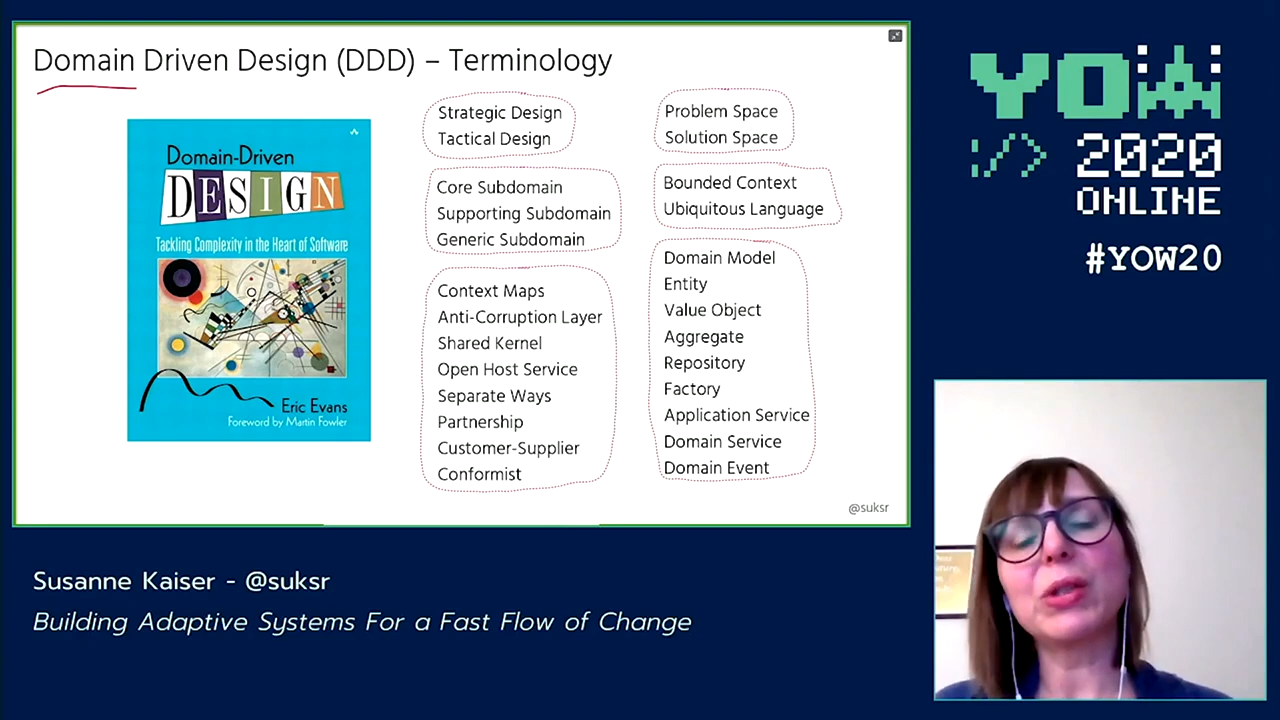 Domain Driven Design (DDD) – Terminology
Domain-Driven
DESIGN
Tackling Complexity in the Heart of Software
Eric Evans
Foreword by Martin Fowler
Strategic Design
Tactical Design
Core Subdomain
Supporting Subdomain
Generic Subdomain
Context Maps
Anti-Corruption Layer
Shared Kernel
Open Host Service
Separate Ways
Partnership
Customer-Supplier
Conformist
Problem Space
Solution Space
Bounded Context
Ubiquitous Language
Domain Model
Entity
Value Object
Aggregate
Repository
Factory
Application Service
Domain Service
Domain Event
@suksr
YOW
</> 2020
ONLINE
#YOW20
Susanne Kaiser - @suksr
Building Adaptive Systems For a Fast Flow of Change